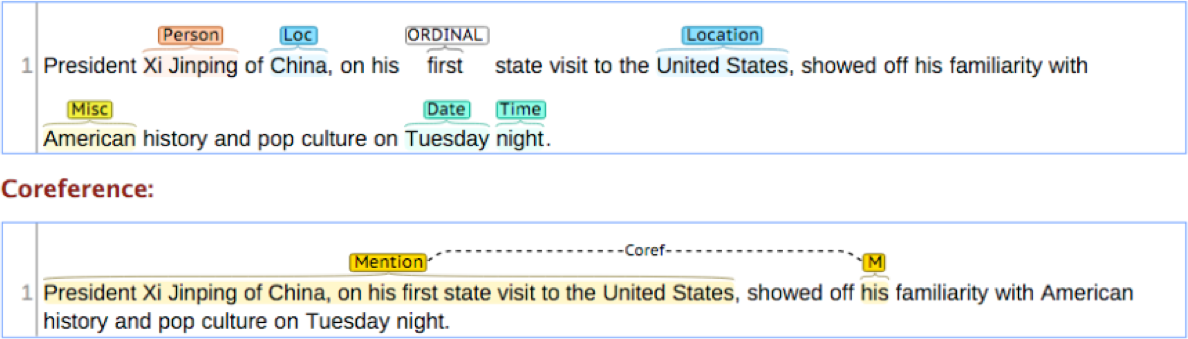 Person Loc ORDINAL Location
1 President Xi Jinping of China, on his first state visit to the United States, showed off his familiarity with
Misc Date Time
American history and pop culture on Tuesday night.
Coreference:
Mention Coref M
1 President Xi Jinping of China, on his first state visit to the United States, showed off his familiarity with American
history and pop culture on Tuesday night.